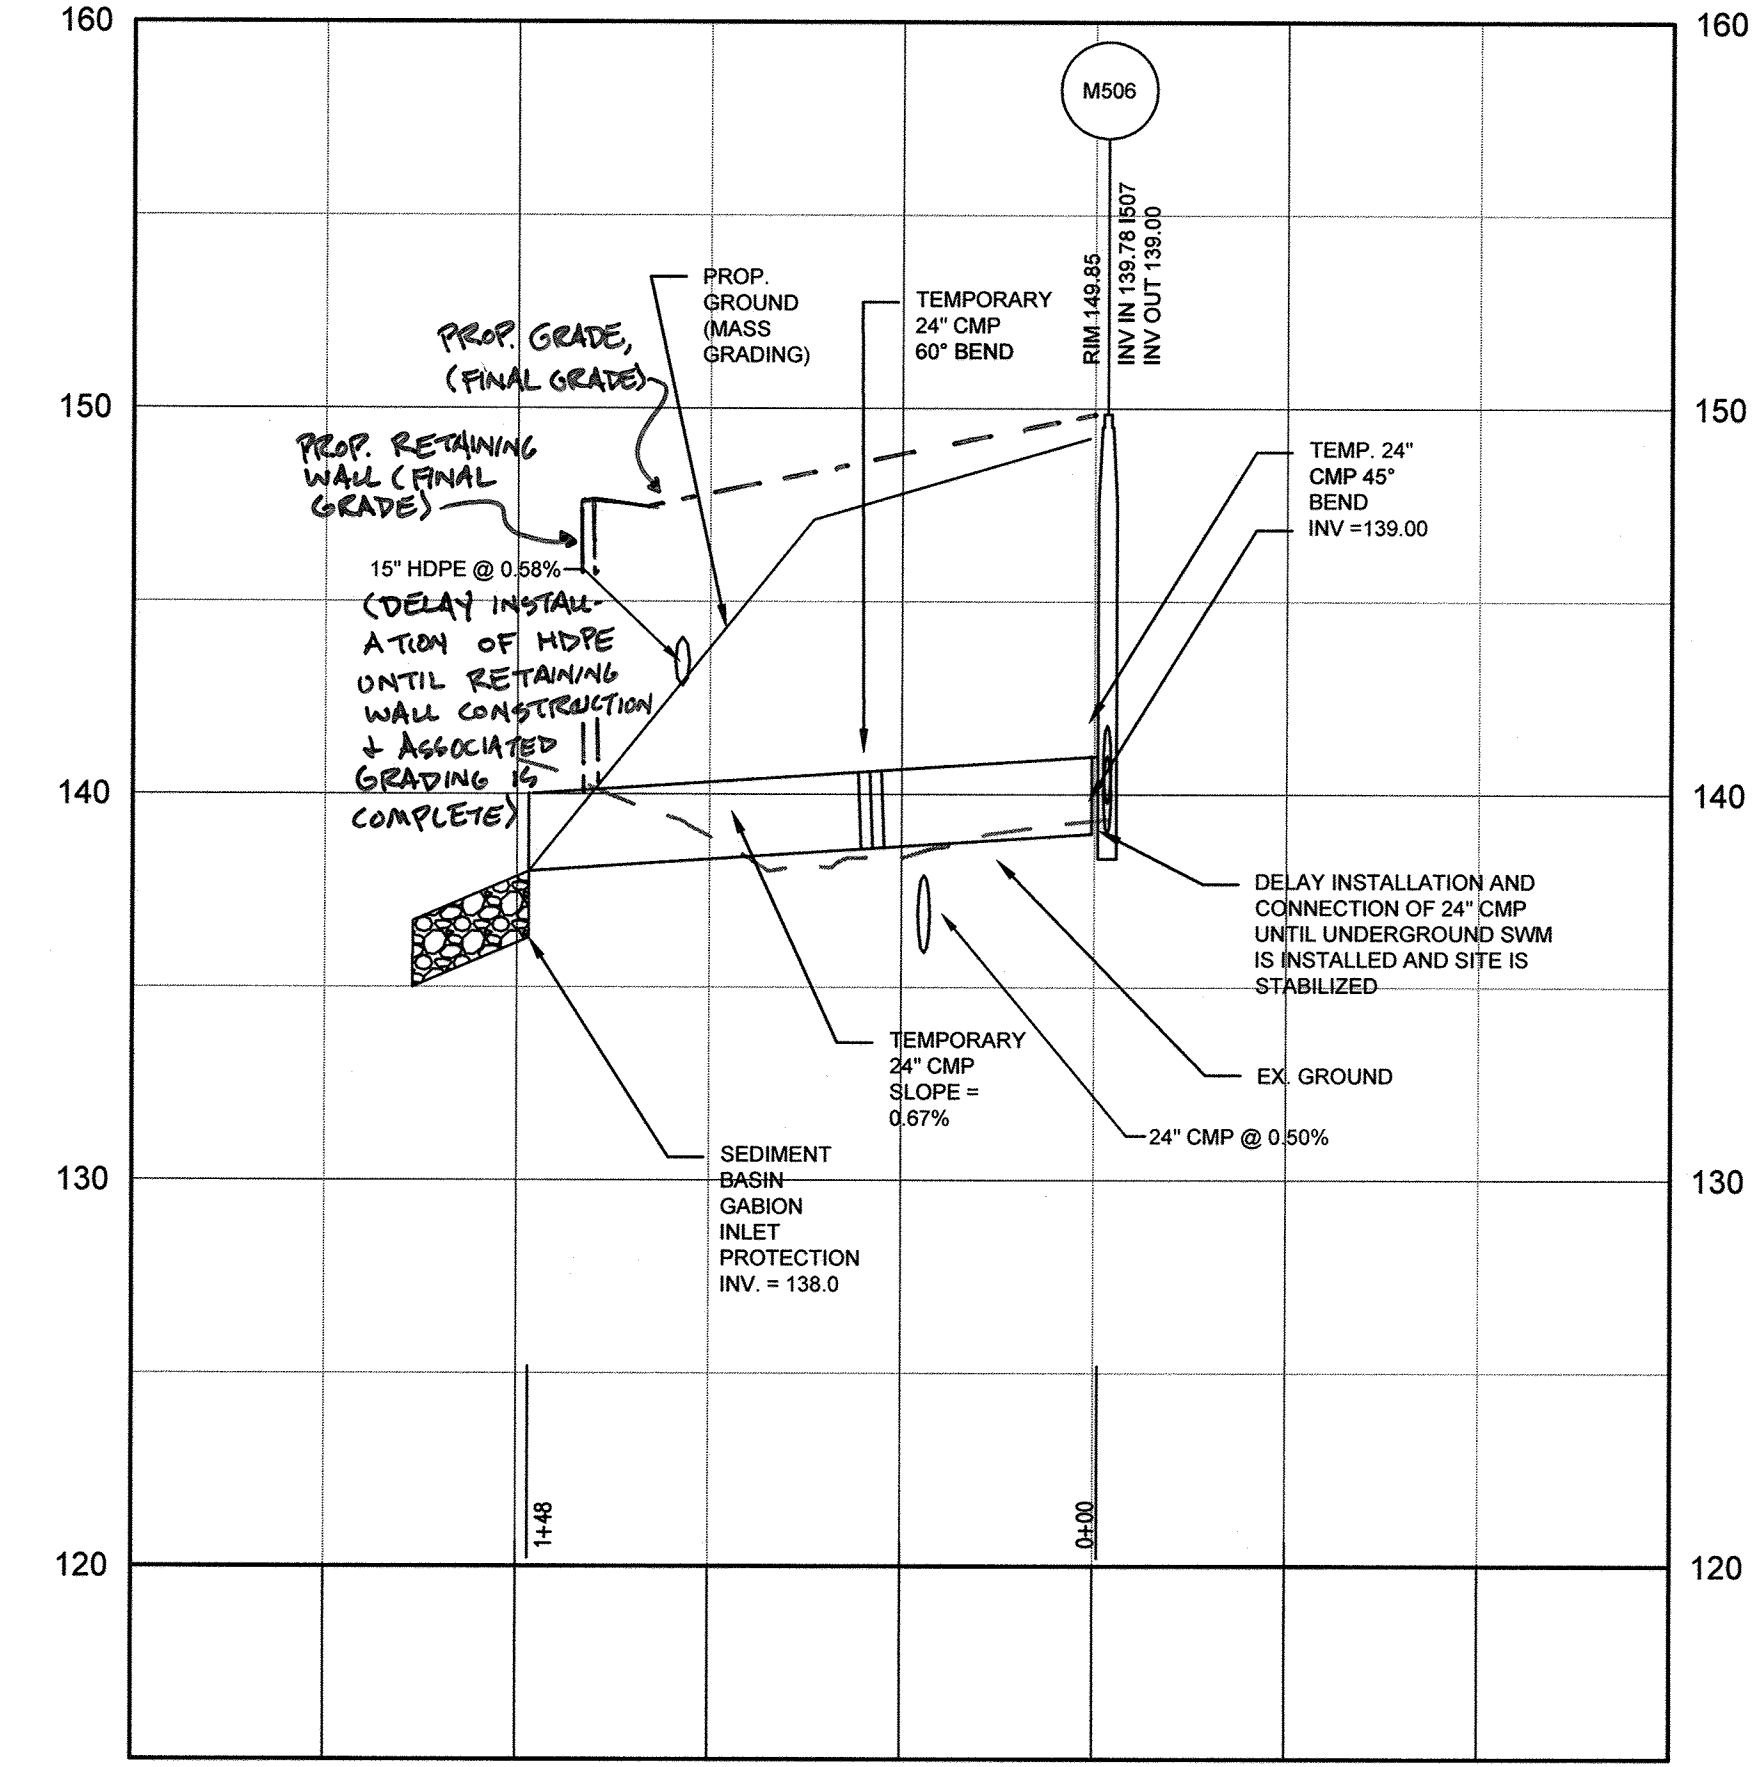 160
160
M506
RIM 149.85
INV IN 139.78 I507
INV OUT 139.00
PROP.
GROUND
(MASS
GRADING)
TEMPORARY
24" CMP
60° BEND
PROP. GRADE,
(FINAL GRADE)
150
150
PROP. RETAINING
WALL (FINAL
GRADE)
TEMP. 24"
CMP 45°
BEND
INV =139.00
15" HDPE @ 0.58%
(DELAY INSTALL-
ATION OF HDPE
UNTIL RETAINING
WALL CONSTRUCTION
& ASSOCIATED
GRADING IS
COMPLETE)
140
140
DELAY INSTALLATION AND
CONNECTION OF 24" CMP
UNTIL UNDERGROUND SWM
IS INSTALLED AND SITE IS
STABILIZED
TEMPORARY
24" CMP
SLOPE =
0.67%
EX. GROUND
24" CMP @ 0.50%
SEDIMENT
BASIN
GABION
INLET
PROTECTION
INV. = 138.0
130
130
1+48
0+00
120
120